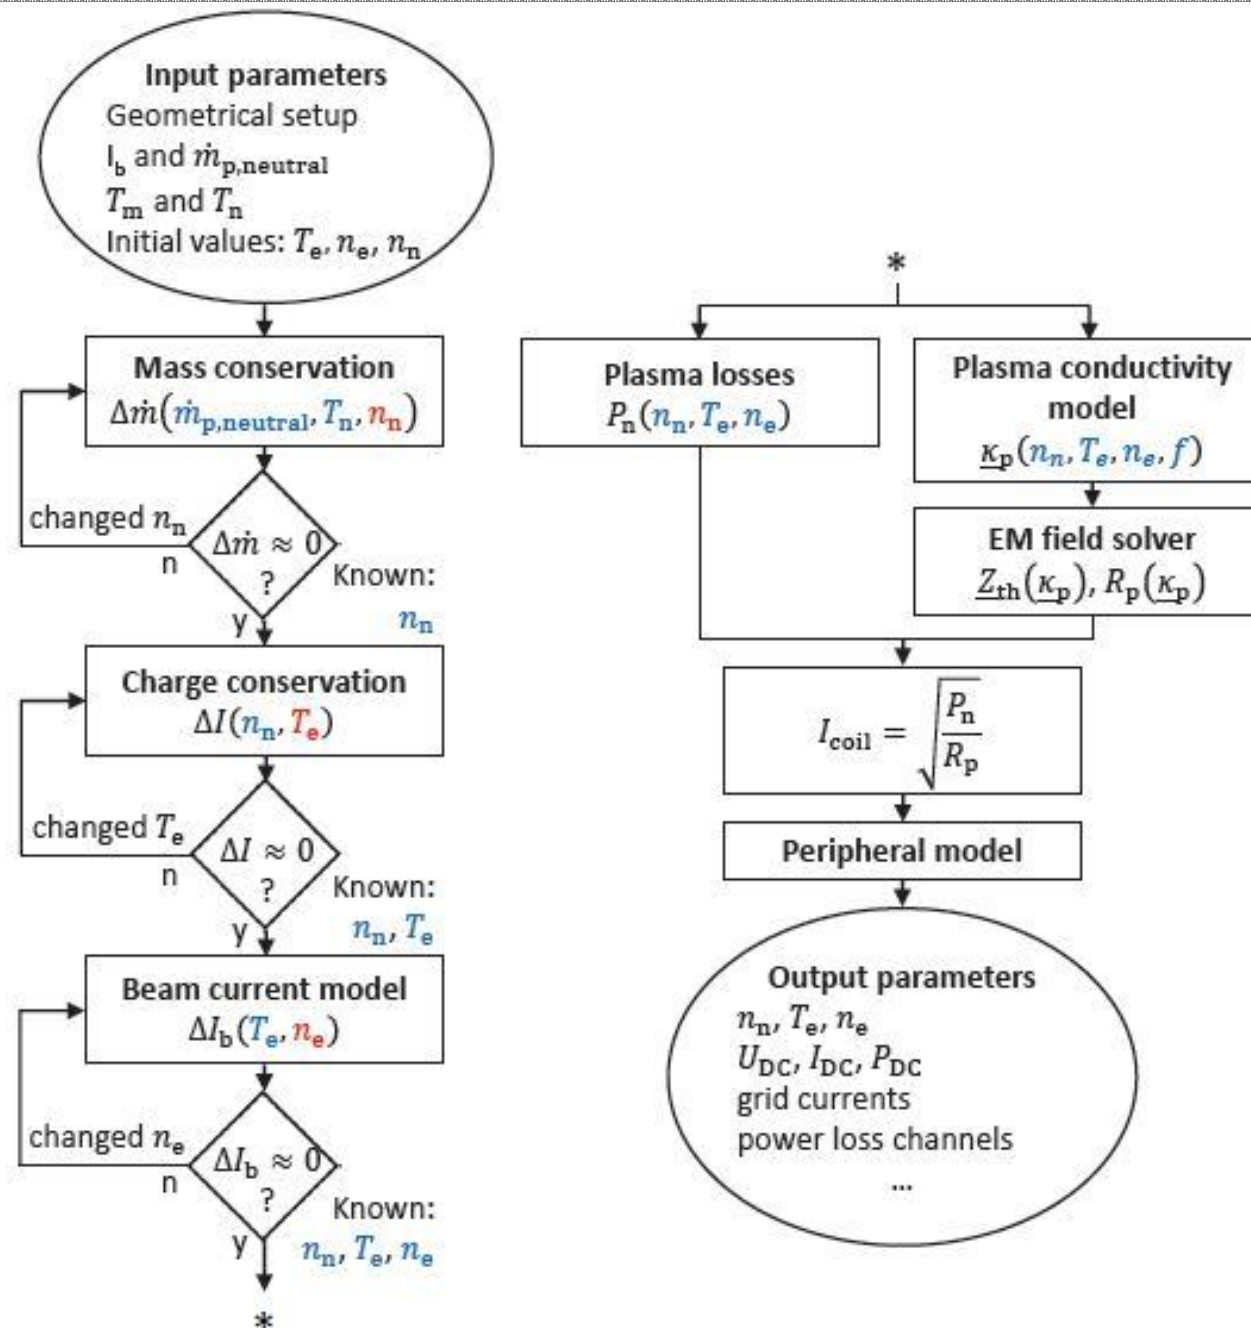 Input parameters
Geometrical setup
I_b and ṁ_p,neutral
T_m and T_n
Initial values: T_e, n_e, n_n
Mass conservation
Δṁ(ṁ_p,neutral, T_n, n_n)
changed n_n
n
Δṁ ≈ 0
?
Known:
n_n
y
Charge conservation
ΔI(n_n, T_e)
changed T_e
n
ΔI ≈ 0
?
Known:
n_n, T_e
y
Beam current model
ΔI_b(T_e, n_e)
changed n_e
n
ΔI_b ≈ 0
?
Known:
n_n, T_e, n_e
y
*
*
Plasma losses
P_n(n_n, T_e, n_e)
Plasma conductivity
model
κ_p(n_n, T_e, n_e, f)
EM field solver
Z_th(κ_p), R_p(κ_p)
I_coil = √(P_n/R_p)
Peripheral model
Output parameters
n_n, T_e, n_e
U_DC, I_DC, P_DC
grid currents
power loss channels
...